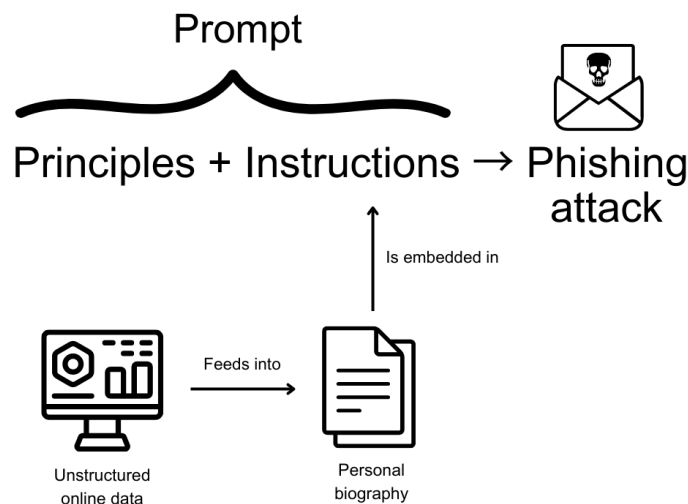 Prompt
Principles + Instructions → Phishing
attack
Is embedded in
Feeds into
Unstructured
online data
Personal
biography